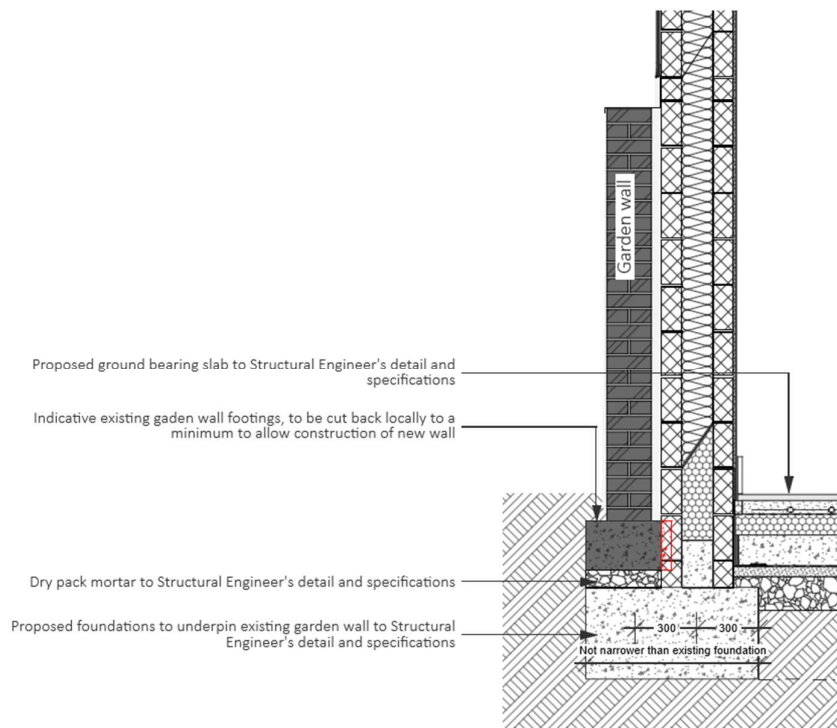 Garden wall
Proposed ground bearing slab to Structural Engineer's detail and
specifications
Indicative existing gaden wall footings, to be cut back locally to a
minimum to allow construction of new wall
Dry pack mortar to Structural Engineer's detail and specifications
Proposed foundations to underpin existing garden wall to Structural
Engineer's detail and specifications
300 300
Not narrower than existing foundation